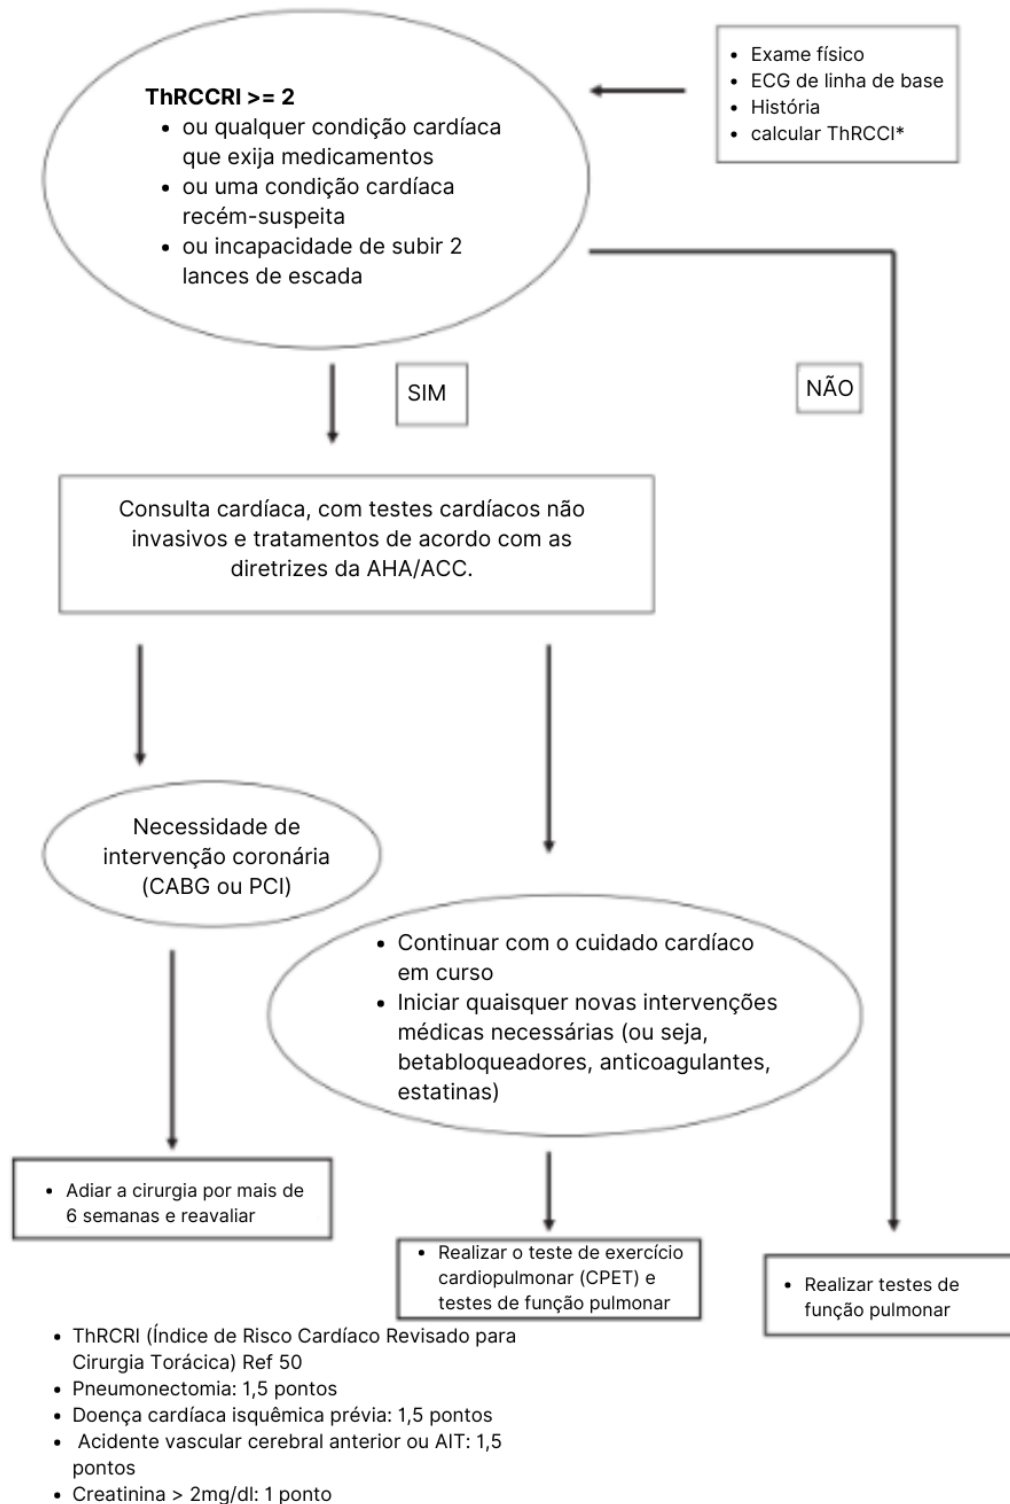 Exame físico
ECG de linha de base
História
calcular ThRCCI*
ThRCCRI >= 2
ou qualquer condição cardíaca
que exija medicamentos
ou uma condição cardíaca
recém-suspeita
ou incapacidade de subir 2
lances de escada
SIM
NÃO
Consulta cardíaca, com testes cardíacos não
invasivos e tratamentos de acordo com as
diretrizes da AHA/ACC.
Necessidade de
intervenção coronária
(CABG ou PCI)
Continuar com o cuidado cardíaco
em curso
Iniciar quaisquer novas intervenções
médicas necessárias (ou seja,
betabloqueadores, anticoagulantes,
estatinas)
Adiar a cirurgia por mais de
6 semanas e reavaliar
Realizar o teste de exercício
cardiopulmonar (CPET) e
testes de função pulmonar
Realizar testes de
função pulmonar
ThRCRI (Índice de Risco Cardíaco Revisado para
Cirurgia Torácica) Ref 50
Pneumonectomia: 1,5 pontos
Doença cardíaca isquêmica prévia: 1,5 pontos
Acidente vascular cerebral anterior ou AIT: 1,5
pontos
Creatinina > 2mg/dl: 1 ponto